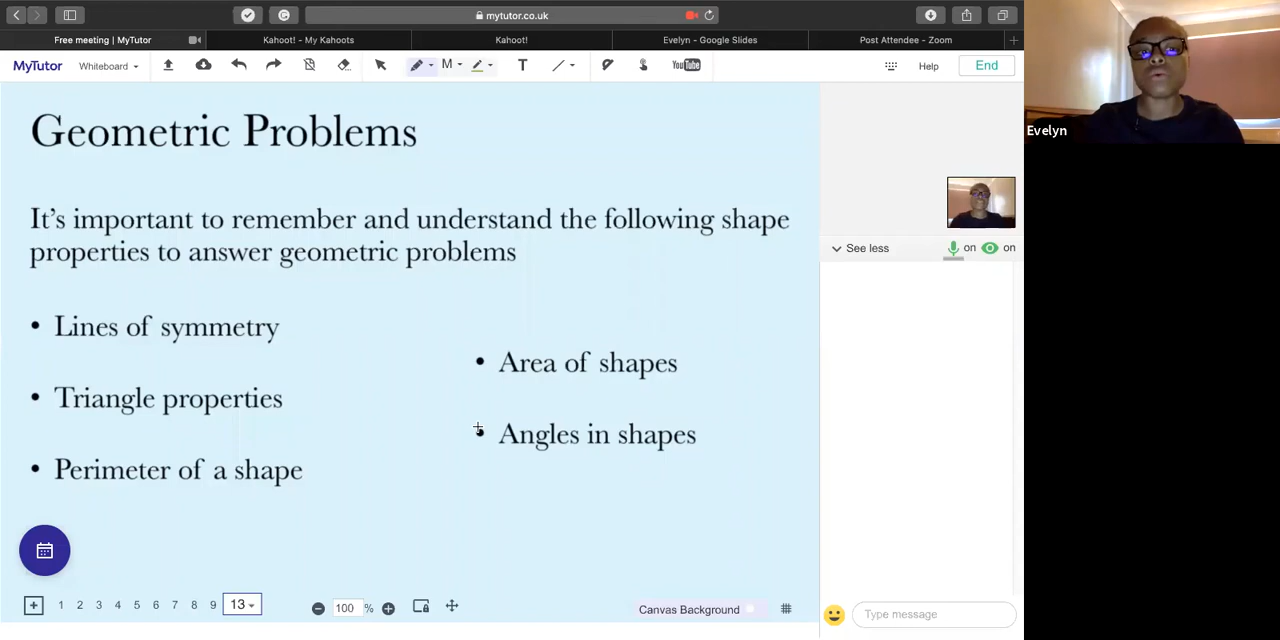 mytutor.co.uk
Free meeting | MyTutor
Kahoot! - My Kahoots
Kahoot!
Evelyn - Google Slides
Post Attendee - Zoom
MyTutor
Whiteboard
M
T
YouTube
Help
End
Geometric Problems
It's important to remember and understand the following shape
properties to answer geometric problems
• Lines of symmetry
• Triangle properties
• Perimeter of a shape
• Area of shapes
• Angles in shapes
1 2 3 4 5 6 7 8 9 13
100 %
Canvas Background
See less
on
on
Type message
Evelyn